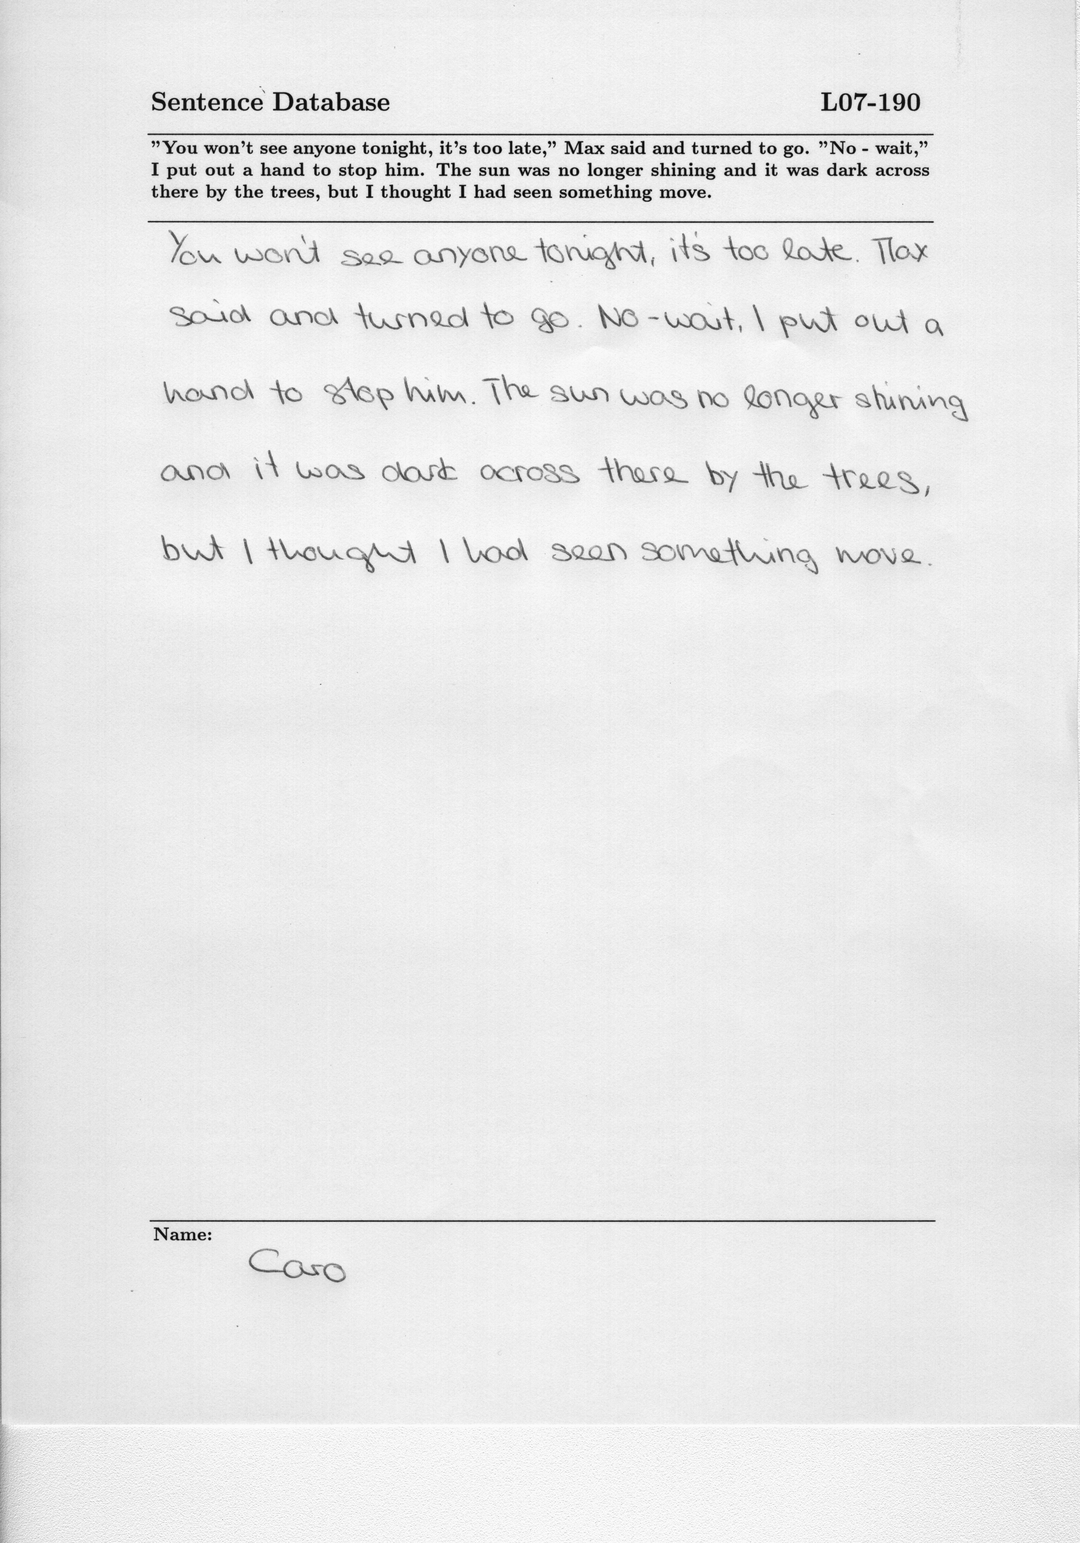 Sentence Database L07-190
"You won't see anyone tonight, it's too late," Max said and turned to go. "No - wait,"
I put out a hand to stop him. The sun was no longer shining and it was dark across
there by the trees, but I thought I had seen something move.
You won't see anyone tonight, it's too late. Max
said and turned to go. No -wait, I put out a
hand to stop him. The sun was no longer shining
and it was dark across there by the trees,
but I thought I had seen something move.
Name:
Caro